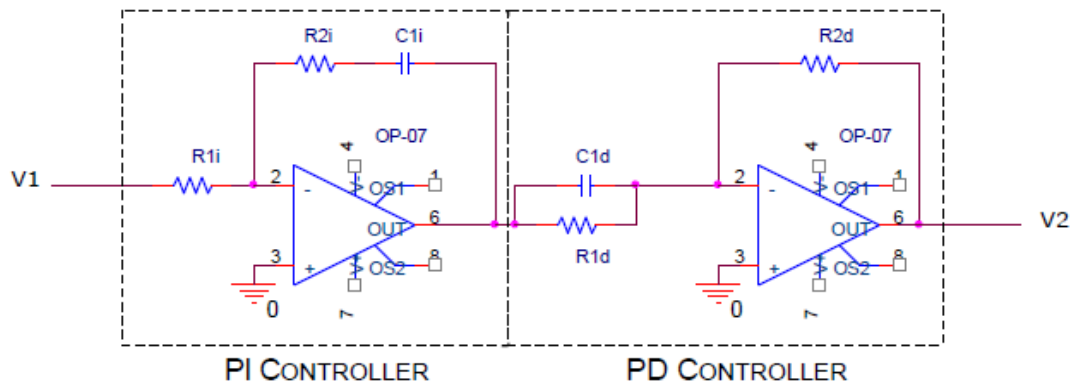 R2i C1i
R2d
OP-07
OP-07
R1i
4
C1d
4
V1
2
-
V-
OS1
1
2
-
V-
OS1
1
OUT
6
OUT
6
V2
3
+
V+
OS2
8
R1d
3
+
V+
OS2
8
0
7
0
7
PI CONTROLLER
PD CONTROLLER